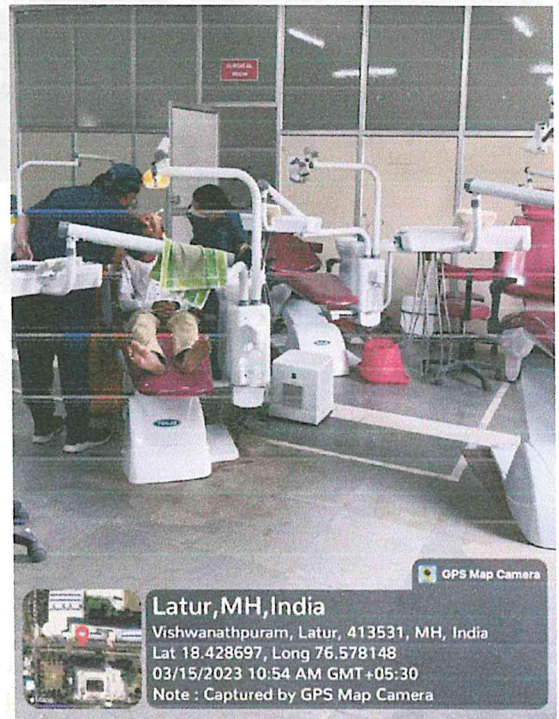 SURGICAL
ROOM
GPS Map Camera
Latur,MH,India
Vishwanathpuram, Latur, 413531, MH, India
Lat 18.428697, Long 76.578148
03/15/2023 10:54 AM GMT+05:30
Note : Captured by GPS Map Camera